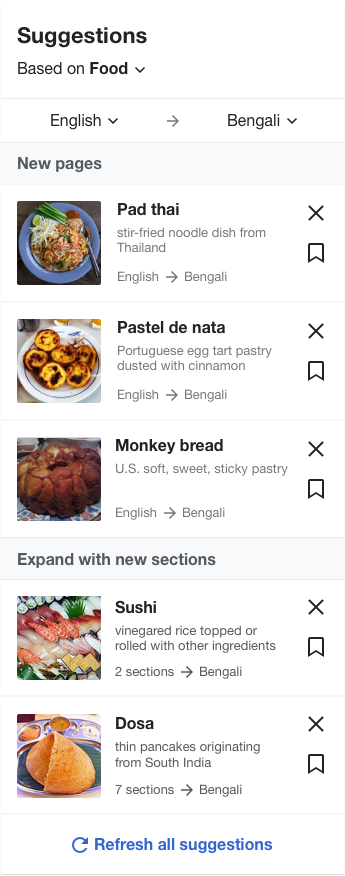 Suggestions
Based on Food
English → Bengali
New pages
Pad thai
stir-fried noodle dish from
Thailand
English → Bengali
Pastel de nata
Portuguese egg tart pastry
dusted with cinnamon
English → Bengali
Monkey bread
U.S. soft, sweet, sticky pastry
English → Bengali
Expand with new sections
Sushi
vinegared rice topped or
rolled with other ingredients
2 sections → Bengali
Dosa
thin pancakes originating
from South India
7 sections → Bengali
Refresh all suggestions